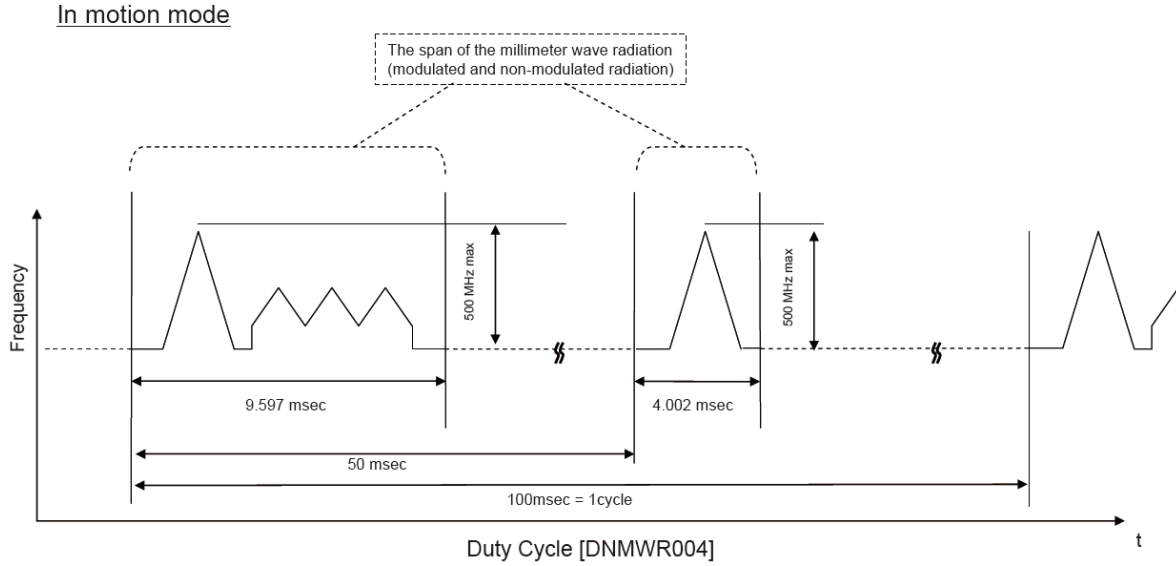 In motion mode
The span of the millimeter wave radiation
(modulated and non-modulated radiation)
Frequency
500 MHz max
500 MHz max
9.597 msec
4.002 msec
50 msec
100msec = 1cycle
t
Duty Cycle [DNMWR004]